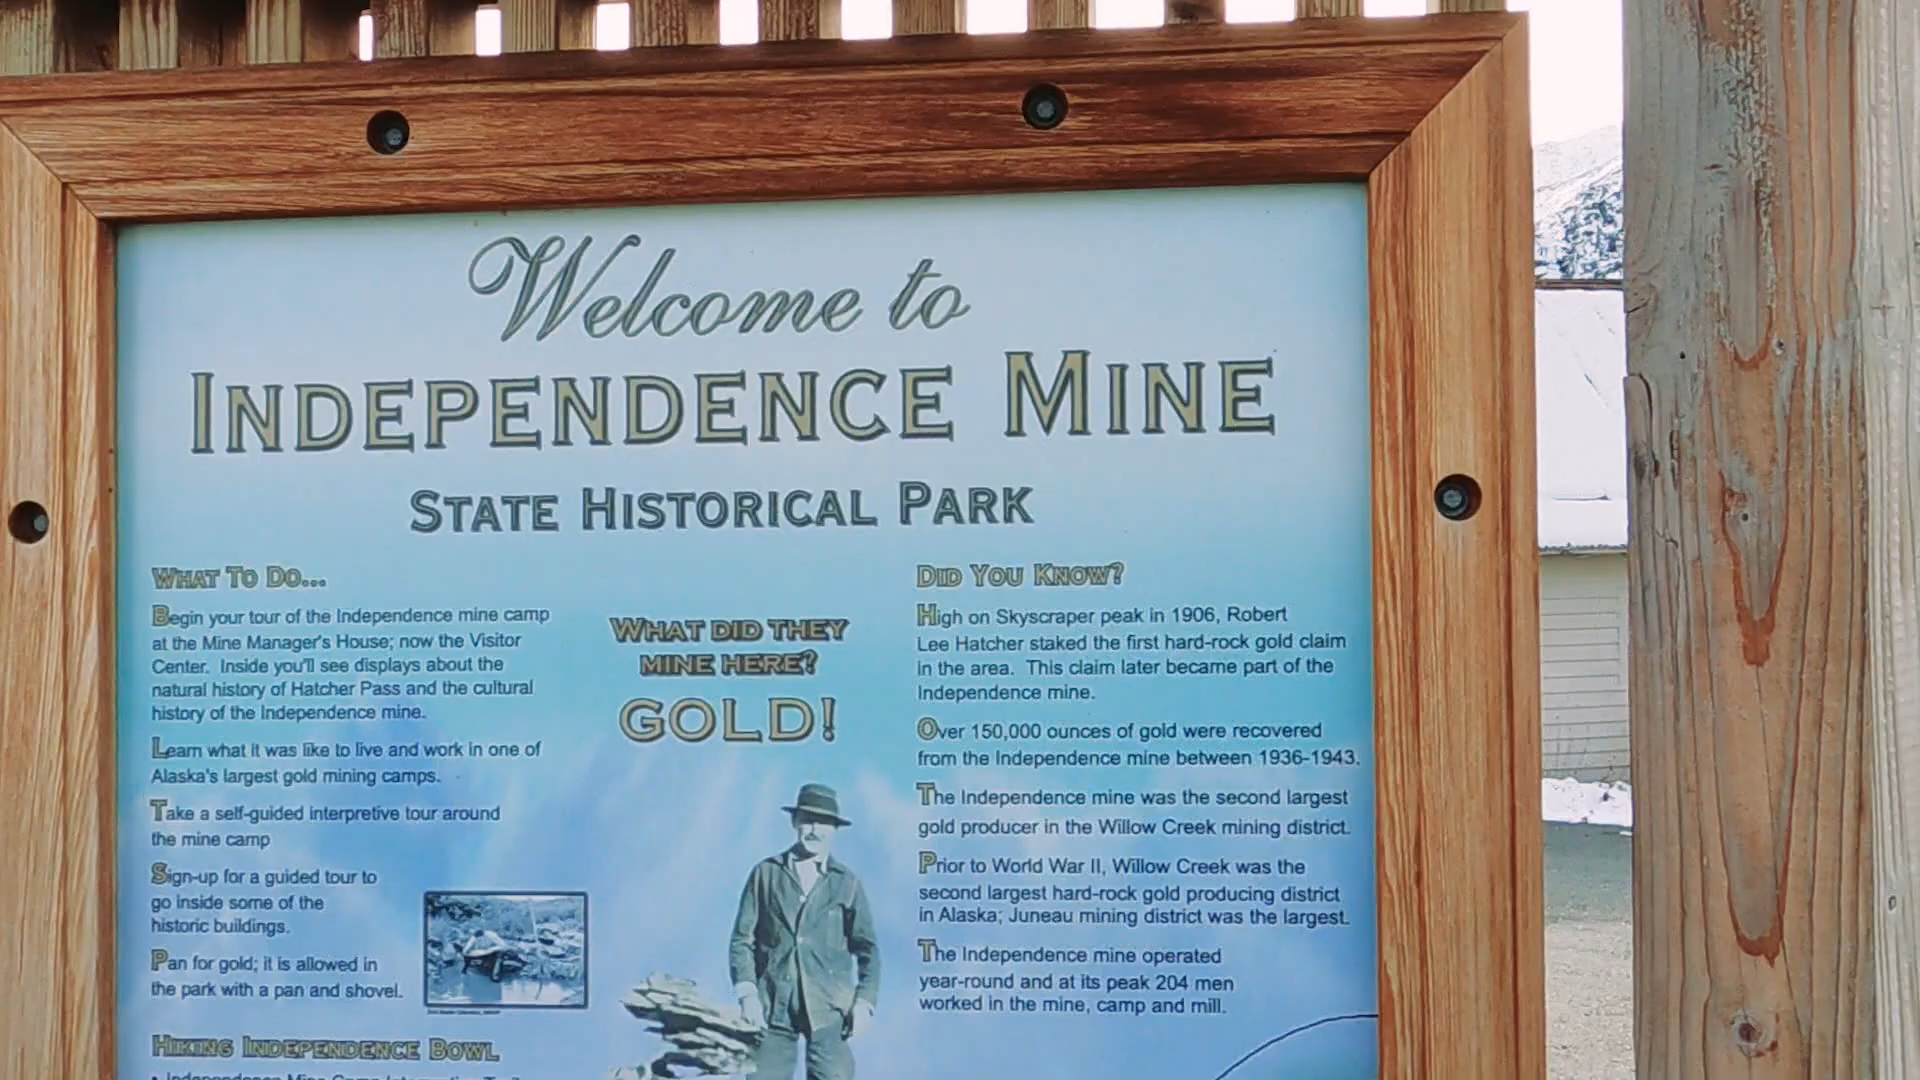 Welcome to
INDEPENDENCE MINE
STATE HISTORICAL PARK
WHAT TO DO...
Begin your tour of the Independence mine camp
at the Mine Manager's House; now the Visitor
Center. Inside you'll see displays about the
natural history of Hatcher Pass and the cultural
history of the Independence mine.
Learn what it was like to live and work in one of
Alaska's largest gold mining camps.
Take a self-guided interpretive tour around
the mine camp
Sign-up for a guided tour to
go inside some of the
historic buildings.
Pan for gold; it is allowed in
the park with a pan and shovel.
HIKING INDEPENDENCE BOWL
WHAT DID THEY
MINE HERE?
GOLD!
DID YOU KNOW?
High on Skyscraper peak in 1906, Robert
Lee Hatcher staked the first hard-rock gold claim
in the area. This claim later became part of the
Independence mine.
Over 150,000 ounces of gold were recovered
from the Independence mine between 1936-1943.
The Independence mine was the second largest
gold producer in the Willow Creek mining district.
Prior to World War II, Willow Creek was the
second largest hard-rock gold producing district
in Alaska; Juneau mining district was the largest.
The Independence mine operated
year-round and at its peak 204 men
worked in the mine, camp and mill.